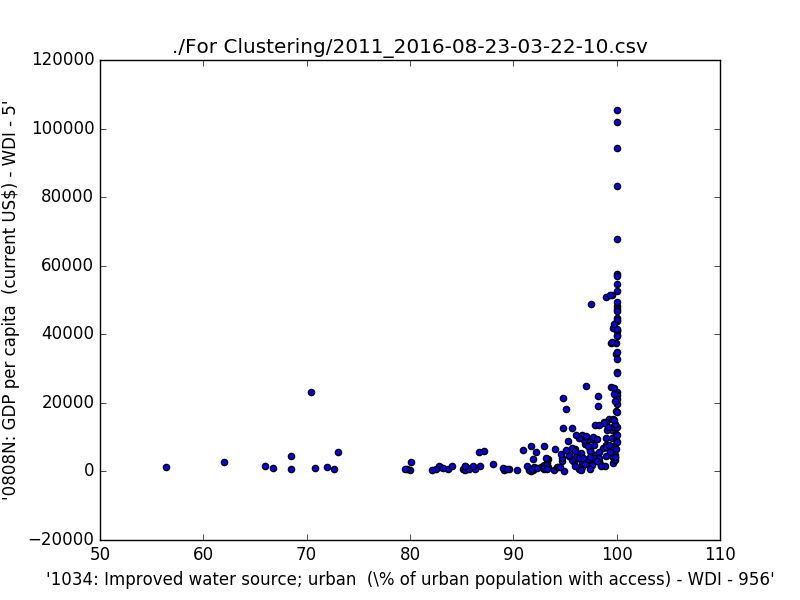 ./For Clustering/2011_2016-08-23-03-22-10.csv
120000
100000
80000
60000
40000
20000
0
−20000
'0808N: GDP per capita  (current US$) - WDI - 5'
50 60 70 80 90 100 110
'1034: Improved water source; urban  (\% of urban population with access) - WDI - 956'